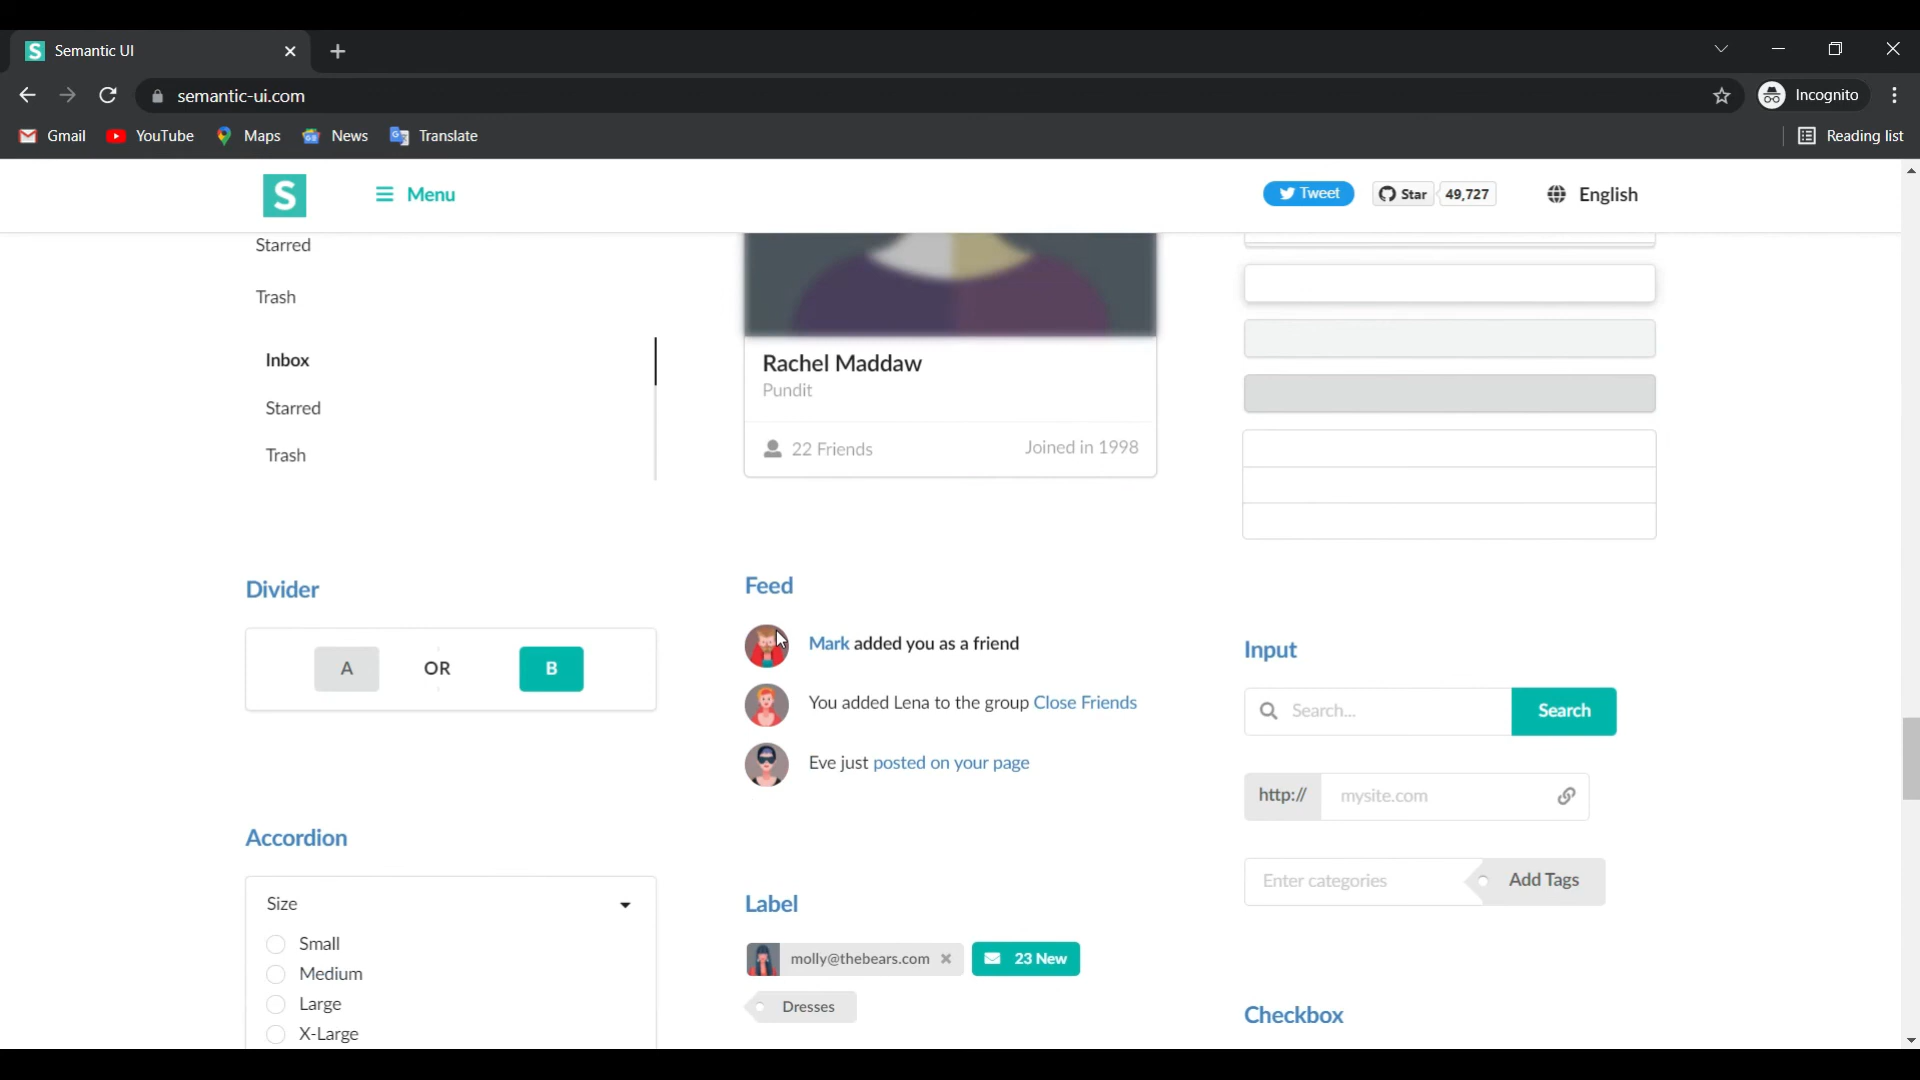 Semantic UI
semantic-ui.com
Incognito
Gmail
YouTube
Maps
News
Translate
Reading list
S
Menu
Tweet
Star
49,727
English
Starred
Trash
Inbox
Starred
Trash
Rachel Maddaw
Pundit
22 Friends
Joined in 1998
Divider
A
OR
B
Accordion
Size
Small
Medium
Large
X-Large
Feed
Mark added you as a friend
You added Lena to the group Close Friends
Eve just posted on your page
Label
molly@thebears.com
23 New
Dresses
Input
Search...
Search
http://
mysite.com
Enter categories
Add Tags
Checkbox